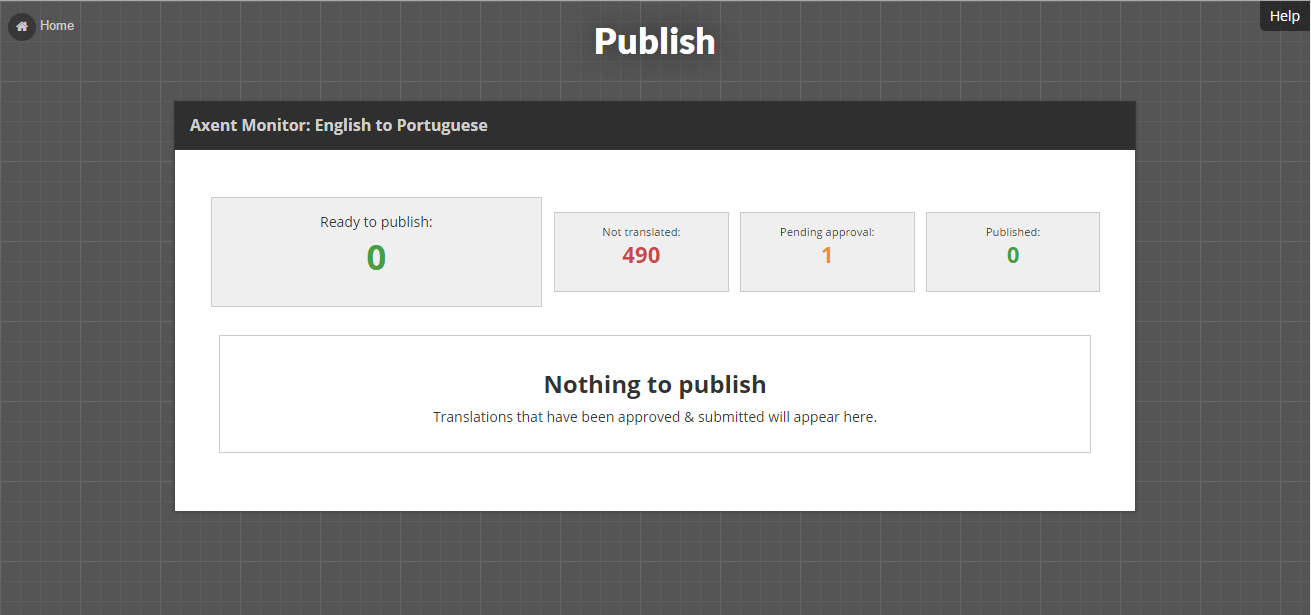 Home
Help
Publish
Axent Monitor: English to Portuguese
Ready to publish:
0
Not translated:
490
Pending approval:
1
Published:
0
Nothing to publish
Translations that have been approved & submitted will appear here.